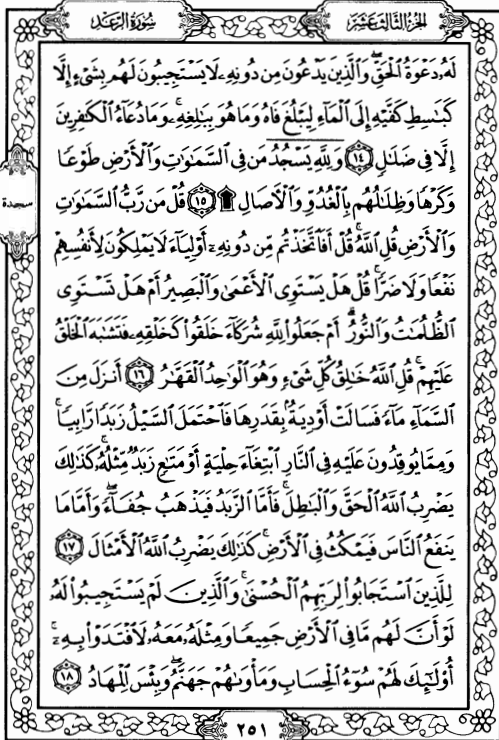 الجزء الثالث عشر
سورة الرعد
لَهُۥ دَعْوَةُ ٱلْحَقِّ ۖ وَٱلَّذِينَ يَدْعُونَ مِن دُونِهِۦ لَا يَسْتَجِيبُونَ لَهُم بِشَىْءٍ إِلَّا
كَبَـٰسِطِ كَفَّيْهِ إِلَى ٱلْمَآءِ لِيَبْلُغَ فَاهُ وَمَا هُوَ بِبَـٰلِغِهِۦ ۚ وَمَا دُعَآءُ ٱلْكَـٰفِرِينَ
إِلَّا فِى ضَلَـٰلٍ ١٤ وَلِلَّهِ يَسْجُدُ مَن فِى ٱلسَّمَـٰوَٰتِ وَٱلْأَرْضِ طَوْعًا
وَكَرْهًا وَظِلَـٰلُهُم بِٱلْغُدُوِّ وَٱلْـَٔاصَالِ ۩ ١٥ قُلْ مَن رَّبُّ ٱلسَّمَـٰوَٰتِ
سجدة
وَٱلْأَرْضِ قُلِ ٱللَّهُ ۚ قُلْ أَفَٱتَّخَذْتُم مِّن دُونِهِۦٓ أَوْلِيَآءَ لَا يَمْلِكُونَ لِأَنفُسِهِمْ
نَفْعًا وَلَا ضَرًّا ۚ قُلْ هَلْ يَسْتَوِى ٱلْأَعْمَىٰ وَٱلْبَصِيرُ أَمْ هَلْ تَسْتَوِى
ٱلظُّلُمَـٰتُ وَٱلنُّورُ ۗ أَمْ جَعَلُوا۟ لِلَّهِ شُرَكَآءَ خَلَقُوا۟ كَخَلْقِهِۦ فَتَشَـٰبَهَ ٱلْخَلْقُ
عَلَيْهِمْ ۚ قُلِ ٱللَّهُ خَـٰلِقُ كُلِّ شَىْءٍ وَهُوَ ٱلْوَٰحِدُ ٱلْقَهَّـٰرُ ١٦ أَنزَلَ مِنَ
ٱلسَّمَآءِ مَآءً فَسَالَتْ أَوْدِيَةٌۢ بِقَدَرِهَا فَٱحْتَمَلَ ٱلسَّيْلُ زَبَدًا رَّابِيًا ۚ
وَمِمَّا يُوقِدُونَ عَلَيْهِ فِى ٱلنَّارِ ٱبْتِغَآءَ حِلْيَةٍ أَوْ مَتَـٰعٍ زَبَدٌ مِّثْلُهُۥ ۚ كَذَٰلِكَ
يَضْرِبُ ٱللَّهُ ٱلْحَقَّ وَٱلْبَـٰطِلَ ۚ فَأَمَّا ٱلزَّبَدُ فَيَذْهَبُ جُفَآءً ۖ وَأَمَّا مَا
يَنفَعُ ٱلنَّاسَ فَيَمْكُثُ فِى ٱلْأَرْضِ ۚ كَذَٰلِكَ يَضْرِبُ ٱللَّهُ ٱلْأَمْثَالَ ١٧
لِلَّذِينَ ٱسْتَجَابُوا۟ لِرَبِّهِمُ ٱلْحُسْنَىٰ ۚ وَٱلَّذِينَ لَمْ يَسْتَجِيبُوا۟ لَهُۥ
لَوْ أَنَّ لَهُم مَّا فِى ٱلْأَرْضِ جَمِيعًا وَمِثْلَهُۥ مَعَهُۥ لَٱفْتَدَوْا۟ بِهِۦٓ ۚ
أُو۟لَـٰٓئِكَ لَهُمْ سُوٓءُ ٱلْحِسَابِ وَمَأْوَىٰهُمْ جَهَنَّمُ ۖ وَبِئْسَ ٱلْمِهَادُ ١٨
٢٥١